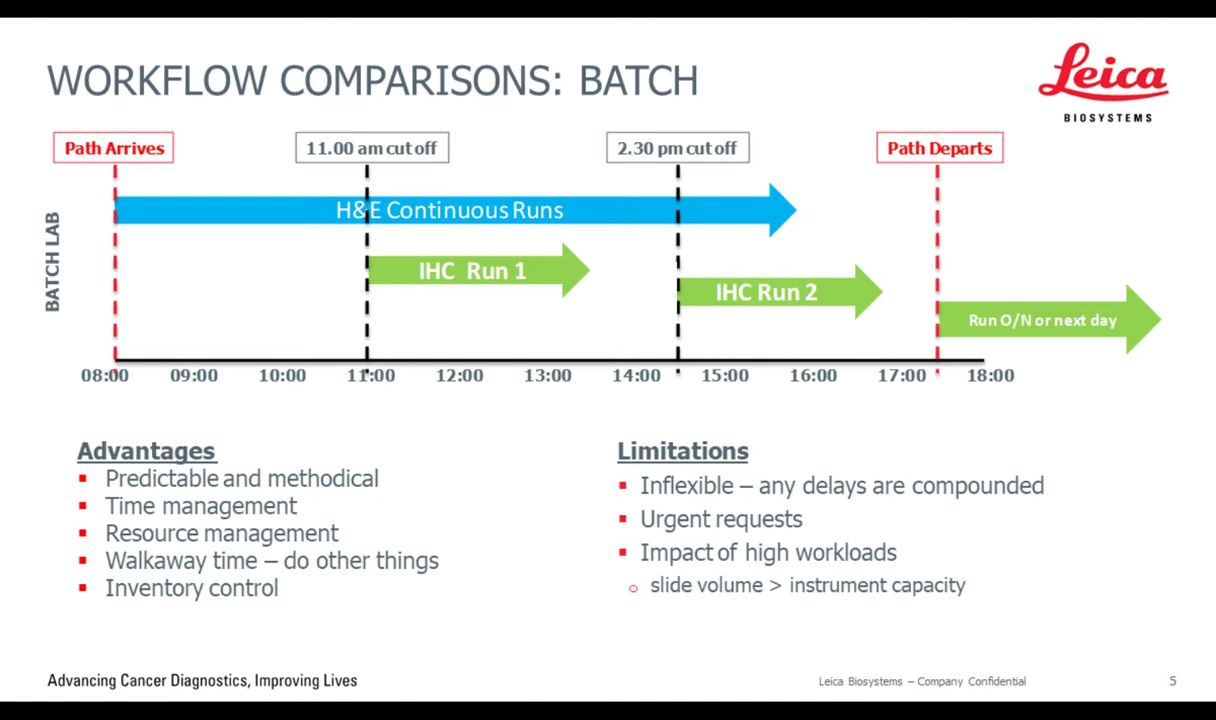 WORKFLOW COMPARISONS: BATCH
Leica
BIOSYSTEMS
Path Arrives
11.00 am cut off
2.30 pm cut off
Path Departs
BATCH LAB
H&E Continuous Runs
IHC Run 1
IHC Run 2
Run O/N or next day
08:00 09:00 10:00 11:00 12:00 13:00 14:00 15:00 16:00 17:00 18:00
Advantages
▪ Predictable and methodical
▪ Time management
▪ Resource management
▪ Walkaway time – do other things
▪ Inventory control
Limitations
▪ Inflexible – any delays are compounded
▪ Urgent requests
▪ Impact of high workloads
o slide volume > instrument capacity
Advancing Cancer Diagnostics, Improving Lives
Leica Biosystems – Company Confidential
5